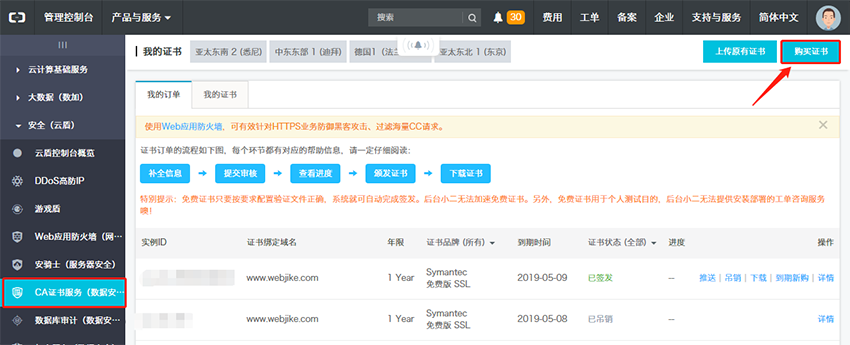 管理控制台 产品与服务 搜索 30 费用 工单 备案 企业 支持与服务 简体中文
我的证书 亚太东南 2 (悉尼) 中东东部 1 (迪拜) 德国1 (法 亚太东北 1 (东京) 上传原有证书 购买证书
云计算基础服务
大数据（数加）
安全（云盾）
云盾控制台概览
DDoS高防IP
游戏盾
Web应用防火墙（网…
安骑士（服务器安全）
CA证书服务（数据安…
数据库审计（数据安…
我的订单 我的证书
使用Web应用防火墙，可有效针对HTTPS业务防御黑客攻击、过滤海量CC请求。
证书订单的流程如下图，每个环节都有对应的帮助信息，请一定仔细阅读：
补全信息 提交审核 查看进度 颁发证书 下载证书
特别提示：免费证书只要按要求配置验证文件正确，系统就可自动完成签发。后台小二无法加速免费证书。另外，免费证书用于个人测试目的，后台小二无法提供安装部署的工单咨询服务
噢！
实例ID 证书绑定域名 年限 证书品牌 (所有) 到期时间 证书状态 (全部) 进度 操作
www.webjike.com 1 Year Symantec 免费版 SSL 2019-05-09 已签发 -- 推送 | 吊销 | 下载 | 到期新购 | 详情
www.webjike.com 1 Year Symantec 免费版 SSL 2019-05-08 已吊销 -- 详情